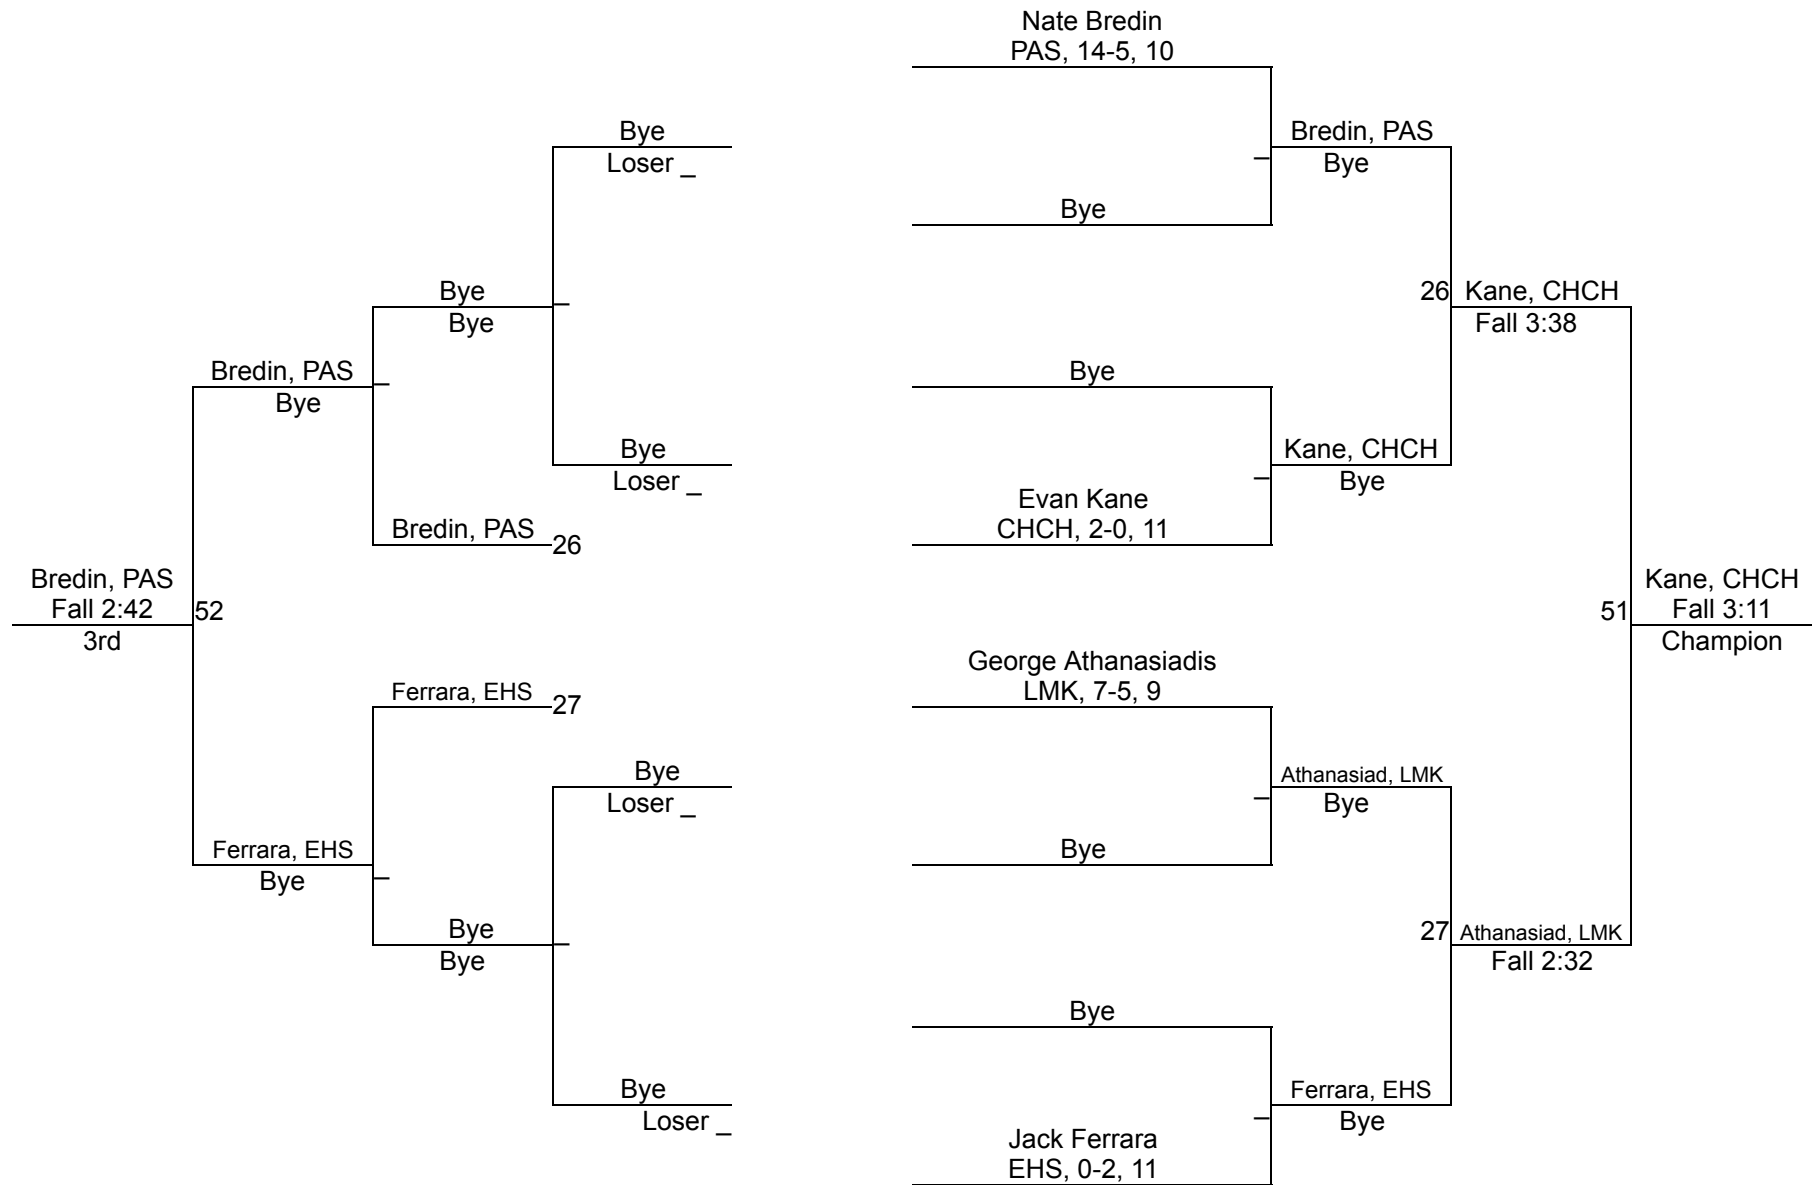 Nate Bredin
PAS, 14-5, 10
Bye
Loser _
_
Bredin, PAS
Bye
Bye
Bye
Bye
_
26
Kane, CHCH
Fall 3:38
Bredin, PAS
Bye
_
Bye
Bye
Loser _
Kane, CHCH
Bye
_
Evan Kane
CHCH, 2-0, 11
Bredin, PAS
26
Bredin, PAS
Fall 2:42
3rd
52
51
Kane, CHCH
Fall 3:11
Champion
George Athanasiadis
LMK, 7-5, 9
Ferrara, EHS
27
Bye
Loser _
_
Athanasiad, LMK
Bye
Ferrara, EHS
Bye
_
Bye
Bye
Bye
_
27
Athanasiad, LMK
Fall 2:32
Bye
Bye
Loser _
Ferrara, EHS
Bye
_
Jack Ferrara
EHS, 0-2, 11